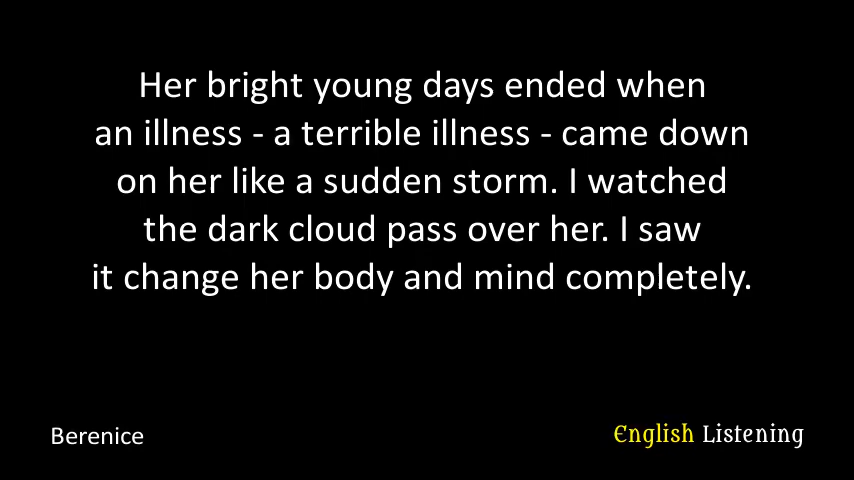 Her bright young days ended when
an illness - a terrible illness - came down
on her like a sudden storm. I watched
the dark cloud pass over her. I saw
it change her body and mind completely.
Berenice
English Listening